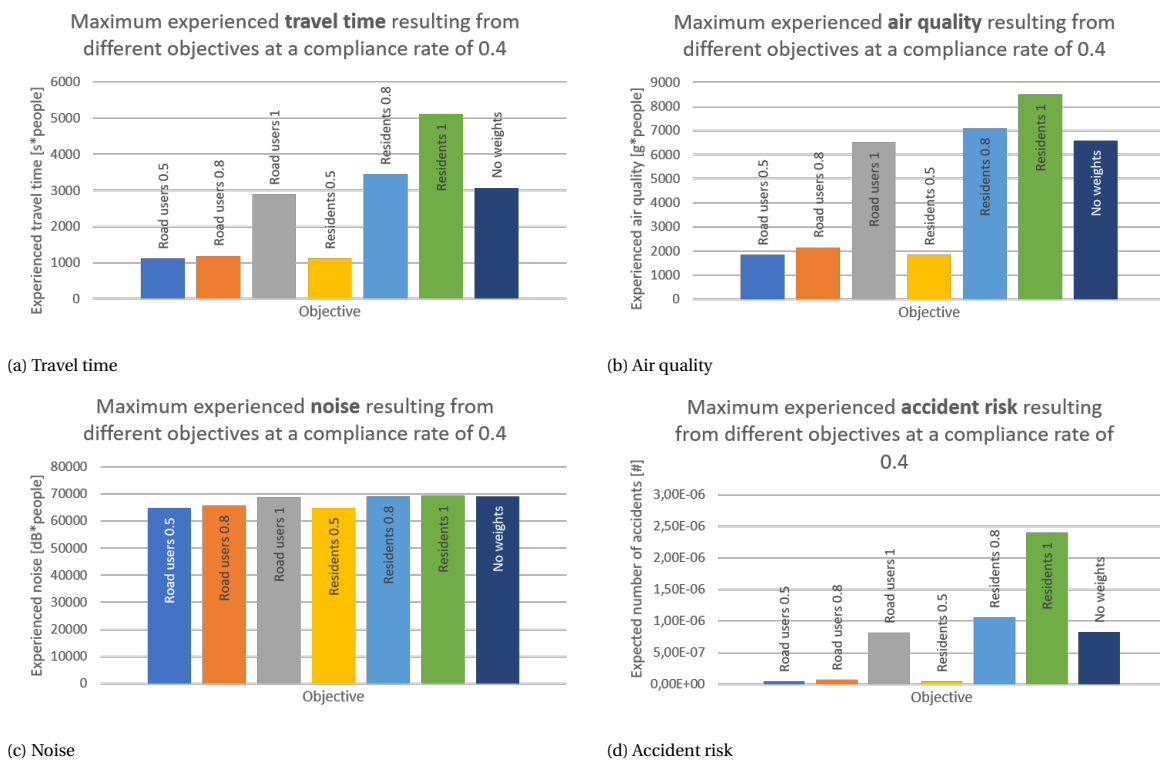 Maximum experienced travel time resulting from
different objectives at a compliance rate of 0.4
Experienced travel time [s*people]
6000
5000
4000
3000
2000
1000
0
Road users 0.5
Road users 0.8
Road users 1
Residents 0.5
Residents 0.8
Residents 1
No weights
Objective
(a) Travel time
Maximum experienced air quality resulting from
different objectives at a compliance rate of 0.4
Experienced air quality [g*people]
9000
8000
7000
6000
5000
4000
3000
2000
1000
0
Road users 0.5
Road users 0.8
Road users 1
Residents 0.5
Residents 0.8
Residents 1
No weights
Objective
(b) Air quality
Maximum experienced noise resulting from
different objectives at a compliance rate of 0.4
Experienced noise [dB*people]
80000
70000
60000
50000
40000
30000
20000
10000
0
Road users 0.5
Road users 0.8
Road users 1
Residents 0.5
Residents 0.8
Residents 1
No weights
Objective
(c) Noise
Maximum experienced accident risk resulting
from different objectives at a compliance rate of
0.4
Expected number of accidents [#]
3,00E-06
2,50E-06
2,00E-06
1,50E-06
1,00E-06
5,00E-07
0,00E+00
Road users 0.5
Road users 0.8
Road users 1
Residents 0.5
Residents 0.8
Residents 1
No weights
Objective
(d) Accident risk